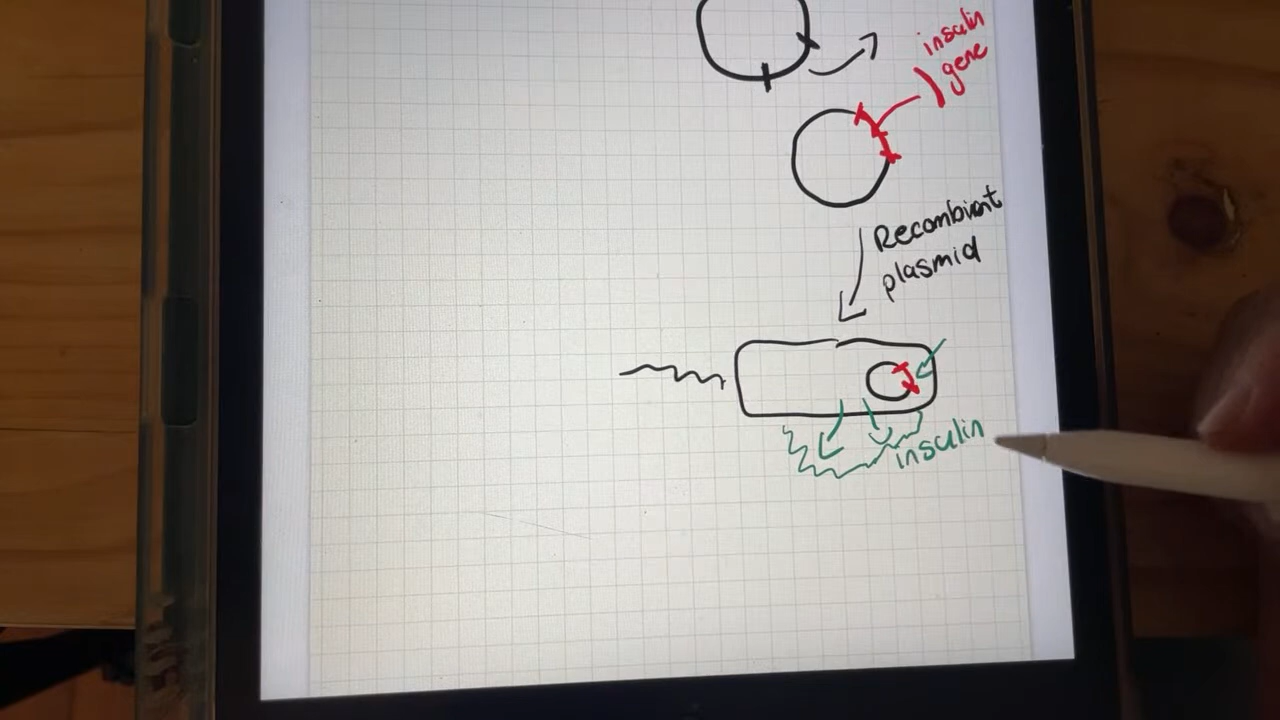 insulin
gene
Recombinant
plasmid
insulin